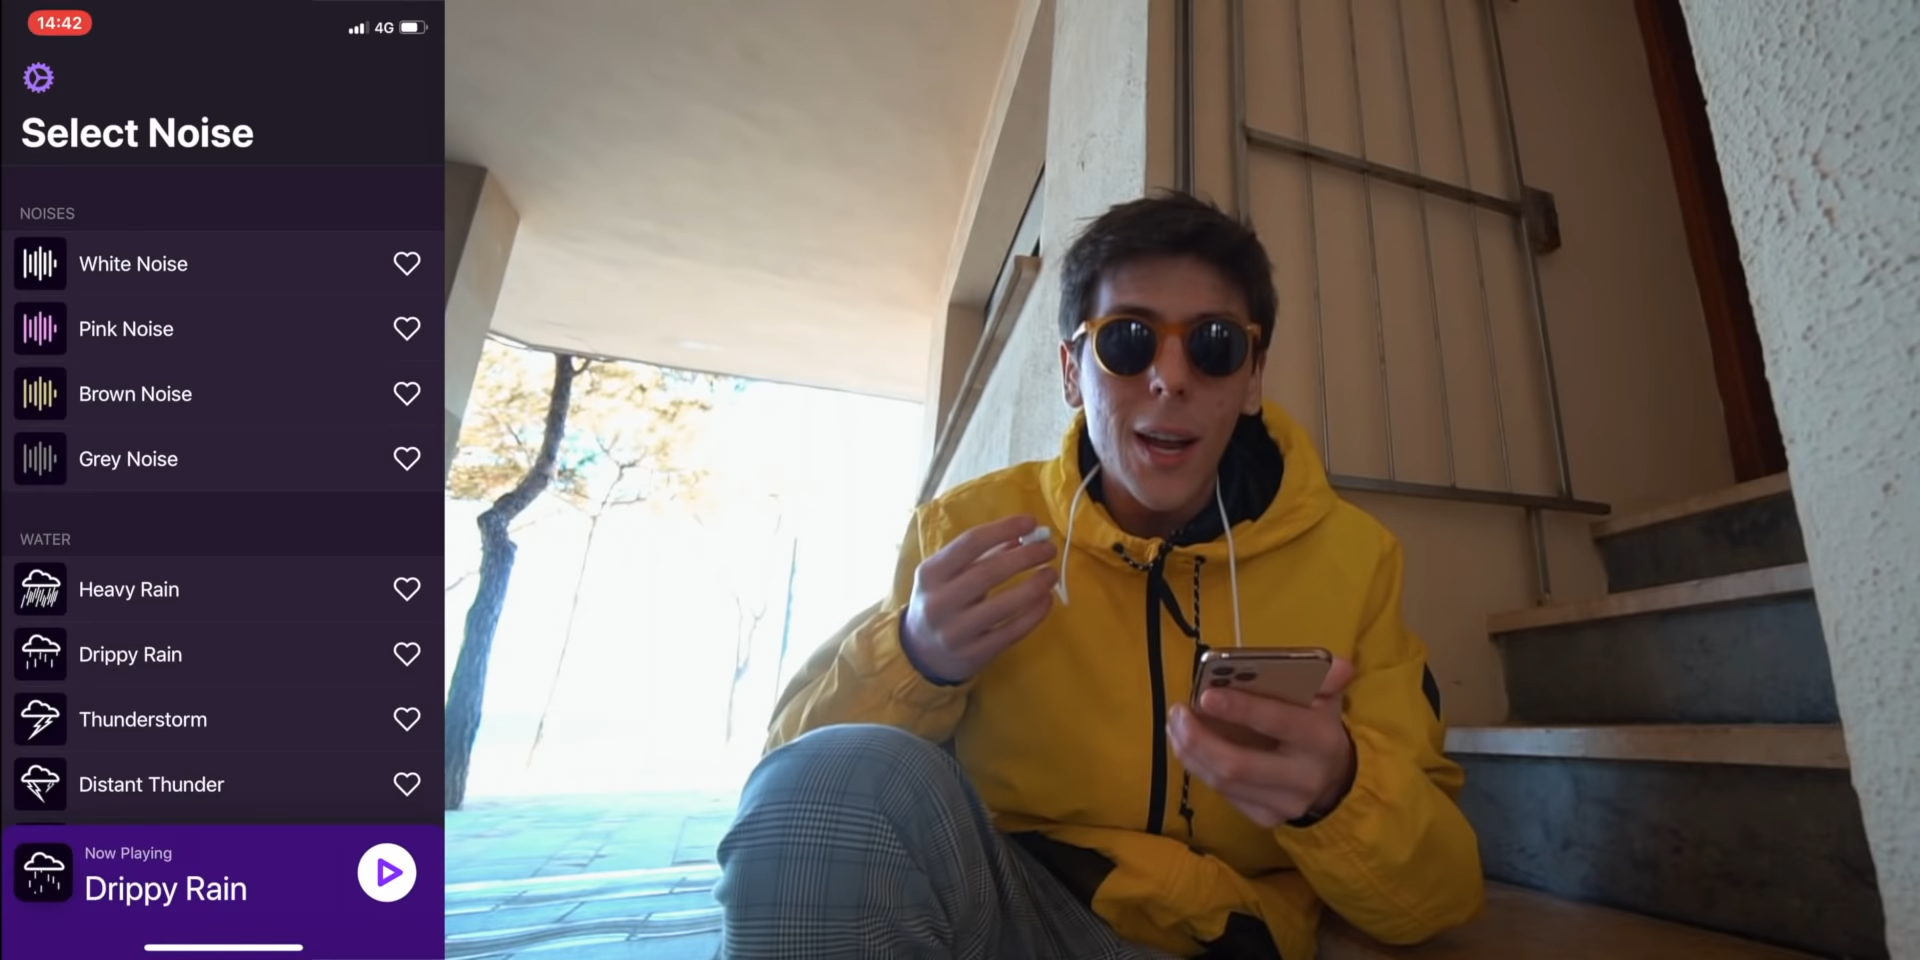 14:42
4G
Select Noise
NOISES
White Noise
Pink Noise
Brown Noise
Grey Noise
WATER
Heavy Rain
Drippy Rain
Thunderstorm
Distant Thunder
Now Playing
Drippy Rain